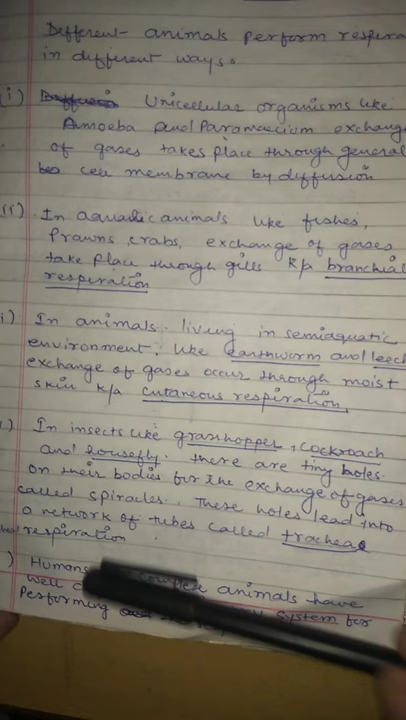 Different animals perform respira
in different ways.
i) Unicellular organisms like
Amoeba and Paramaecium exchang
of gases takes place through general
cell membrane by diffusion
ii) In aquatic animals like fishes,
Prawns, crabs, exchange of gases
take place through gills k/a branchial
respiration
i) In animals living in semiaquatic
environment, like earthworm and leech
exchange of gases occur through moist
skin k/a cutaneous respiration
.) In insects like grasshopper, cockroach
and housefly. there are tiny holes
on their bodies for the exchange of gases
called spiracles. These holes lead into
a network of tubes called tracheae
respiration.
) Humans animals have
well
Performing system for